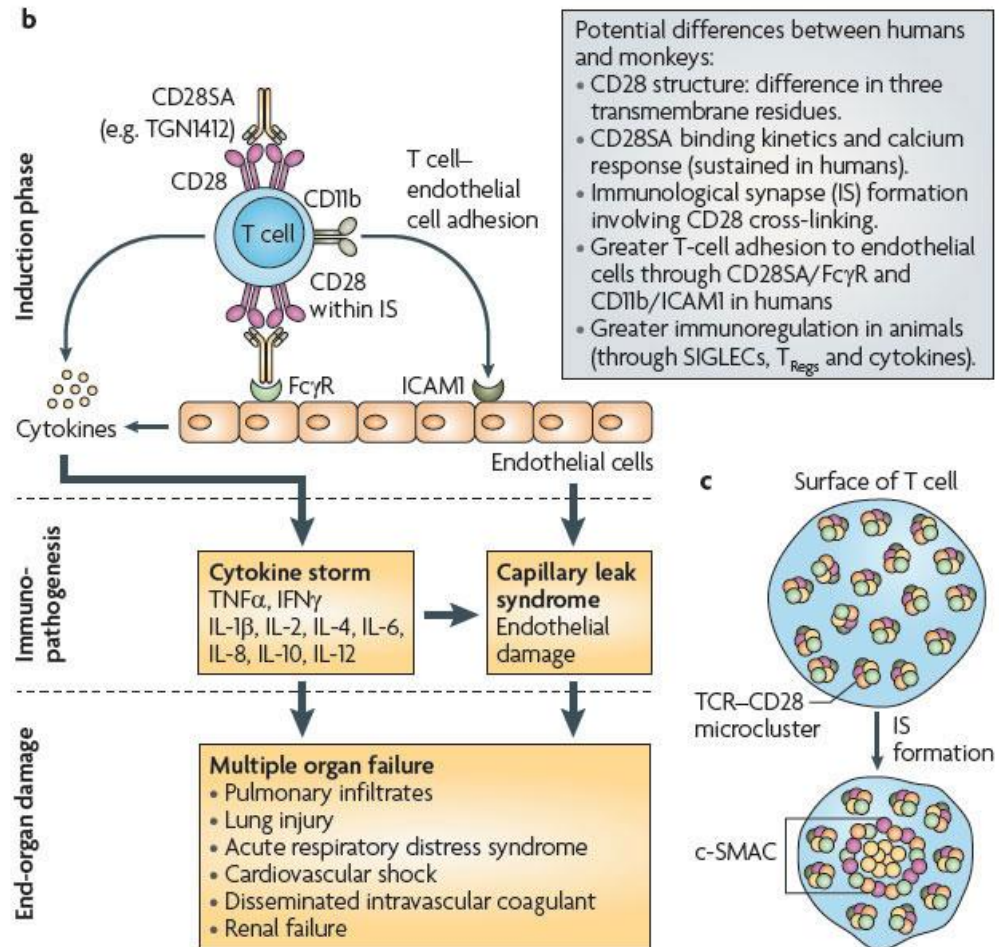 b
Induction phase
CD28SA
(e.g. TGN1412)
CD28
CD11b
T cell–
endothelial
cell adhesion
T cell
CD28
within IS
FcγR
ICAM1
Cytokines
Endothelial cells
Potential differences between humans
and monkeys:
• CD28 structure: difference in three
transmembrane residues.
• CD28SA binding kinetics and calcium
response (sustained in humans).
• Immunological synapse (IS) formation
involving CD28 cross-linking.
• Greater T-cell adhesion to endothelial
cells through CD28SA/FcγR and
CD11b/ICAM1 in humans
• Greater immunoregulation in animals
(through SIGLECs, TRegs and cytokines).
Immuno-
pathogenesis
Cytokine storm
TNFα, IFNγ
IL-1β, IL-2, IL-4, IL-6,
IL-8, IL-10, IL-12
Capillary leak
syndrome
Endothelial
damage
End-organ damage
Multiple organ failure
• Pulmonary infiltrates
• Lung injury
• Acute respiratory distress syndrome
• Cardiovascular shock
• Disseminated intravascular coagulant
• Renal failure
c
Surface of T cell
TCR–CD28
microcluster
IS
formation
c-SMAC